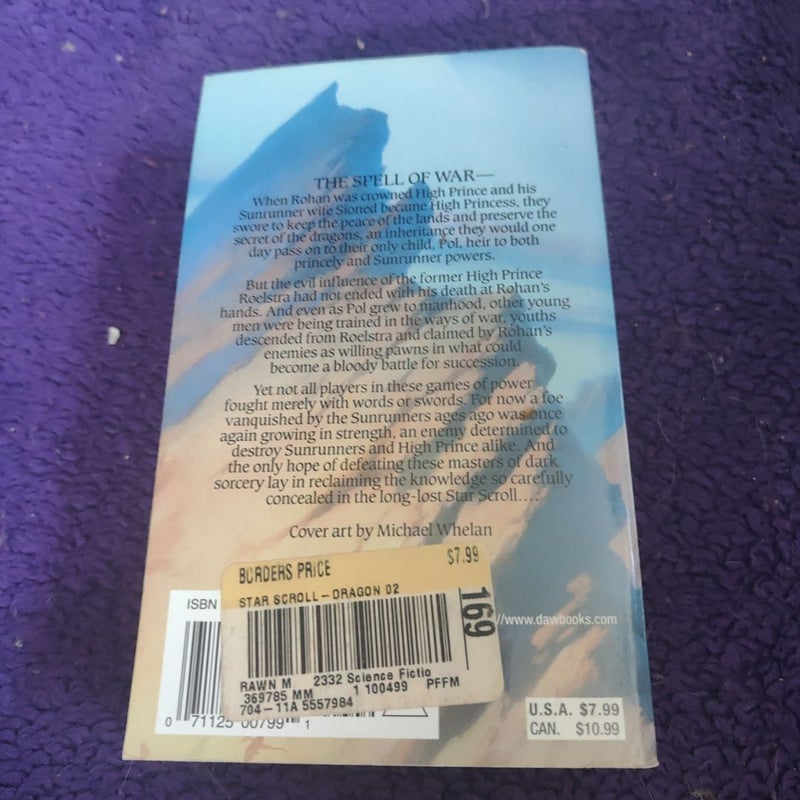 THE SPELL OF WAR—
When Rohan was crowned High Prince and his
Sunrunner wife Sioned became High Princess, they
swore to keep the peace of the lands and preserve the
secret of the dragons, an inheritance they would one
day pass on to their only child, Pol, heir to both
princely and Sunrunner powers.
But the evil influence of the former High Prince
Roelstra had not ended with his death at Rohan's
hands. And even as Pol grew to manhood, other young
men were being trained in the ways of war, youths
descended from Roelstra and claimed by Rohan's
enemies as willing pawns in what could
become a bloody battle for succession.
Yet not all players in these games of power
fought merely with words or swords. For now a foe
vanquished by the Sunrunners ages ago was once
again growing in strength, an enemy determined to
destroy Sunrunners and High Prince alike. And
the only hope of defeating these masters of dark
sorcery lay in reclaiming the knowledge so carefully
concealed in the long-lost Star Scroll....
Cover art by Michael Whelan
BORDERS PRICE $7.99
STAR SCROLL-DRAGON 02
169
RAWN M 2332 Science Fictio
369785 MM 1 100499 PFFM
704-11A 5557984
ISBN
//www.dawbooks.com
0 71125 00799 1
U.S.A. $7.99
CAN. $10.99